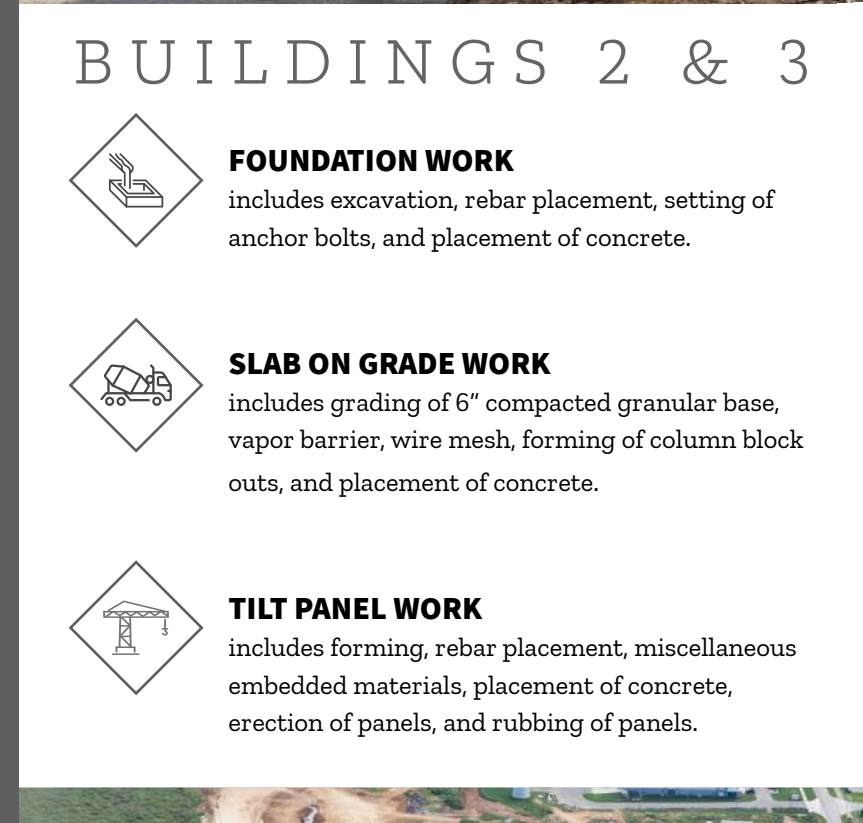 BUILDINGS 2 & 3
FOUNDATION WORK
includes excavation, rebar placement, setting of
anchor bolts, and placement of concrete.
SLAB ON GRADE WORK
includes grading of 6” compacted granular base,
vapor barrier, wire mesh, forming of column block
outs, and placement of concrete.
TILT PANEL WORK
includes forming, rebar placement, miscellaneous
embedded materials, placement of concrete,
erection of panels, and rubbing of panels.